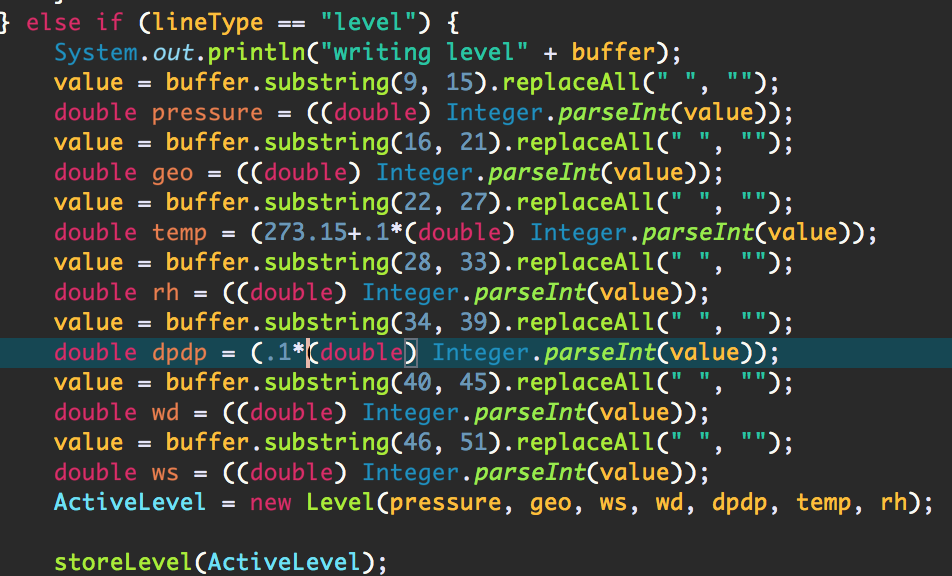 } else if (lineType == "level") {
System.out.println("writing level" + buffer);
value = buffer.substring(9, 15).replaceAll(" ", "");
double pressure = ((double) Integer.parseInt(value));
value = buffer.substring(16, 21).replaceAll(" ", "");
double geo = ((double) Integer.parseInt(value));
value = buffer.substring(22, 27).replaceAll(" ", "");
double temp = (273.15+.1*(double) Integer.parseInt(value));
value = buffer.substring(28, 33).replaceAll(" ", "");
double rh = ((double) Integer.parseInt(value));
value = buffer.substring(34, 39).replaceAll(" ", "");
double dpdp = (.1*(double) Integer.parseInt(value));
value = buffer.substring(40, 45).replaceAll(" ", "");
double wd = ((double) Integer.parseInt(value));
value = buffer.substring(46, 51).replaceAll(" ", "");
double ws = ((double) Integer.parseInt(value));
ActiveLevel = new Level(pressure, geo, ws, wd, dpdp, temp, rh);
storeLevel(ActiveLevel);